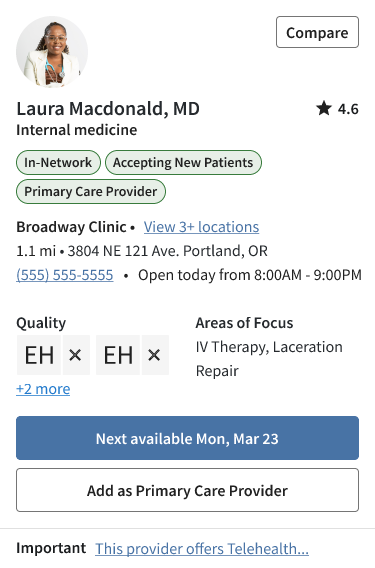 Compare
Laura Macdonald, MD
★ 4.6
Internal medicine
In-Network
Accepting New Patients
Primary Care Provider
Broadway Clinic • View 3+ locations
1.1 mi • 3804 NE 121 Ave. Portland, OR
(555) 555-5555 • Open today from 8:00AM - 9:00PM
Quality
EH × EH ×
+2 more
Areas of Focus
IV Therapy, Laceration
Repair
Next available Mon, Mar 23
Add as Primary Care Provider
Important This provider offers Telehealth...